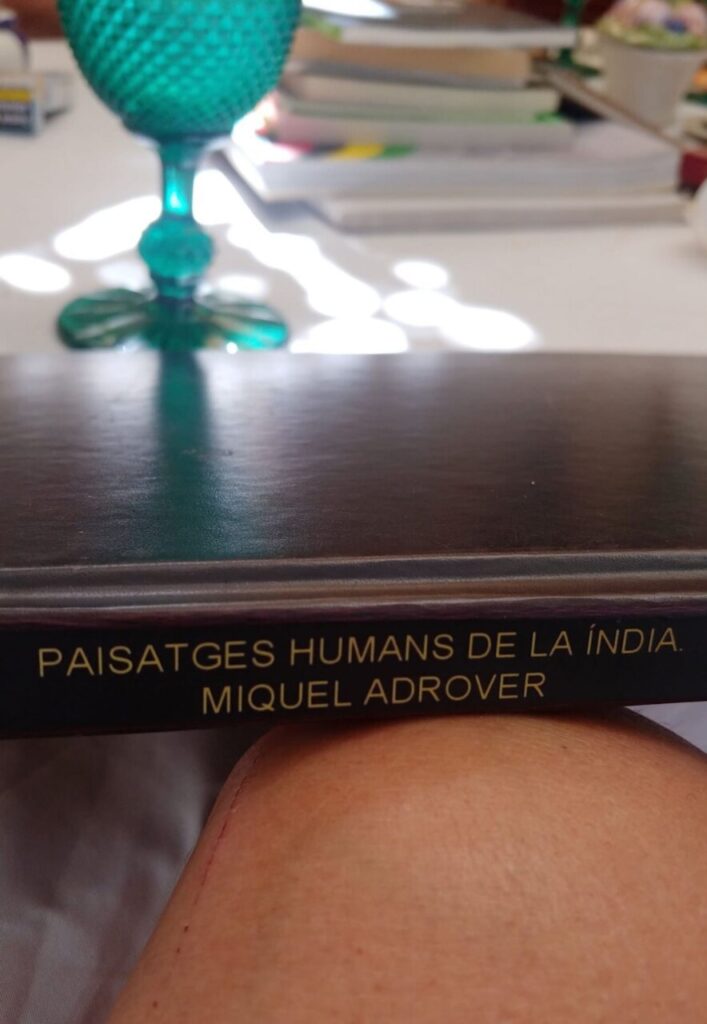 PAISATGES HUMANS DE LA ÍNDIA.
MIQUEL ADROVER